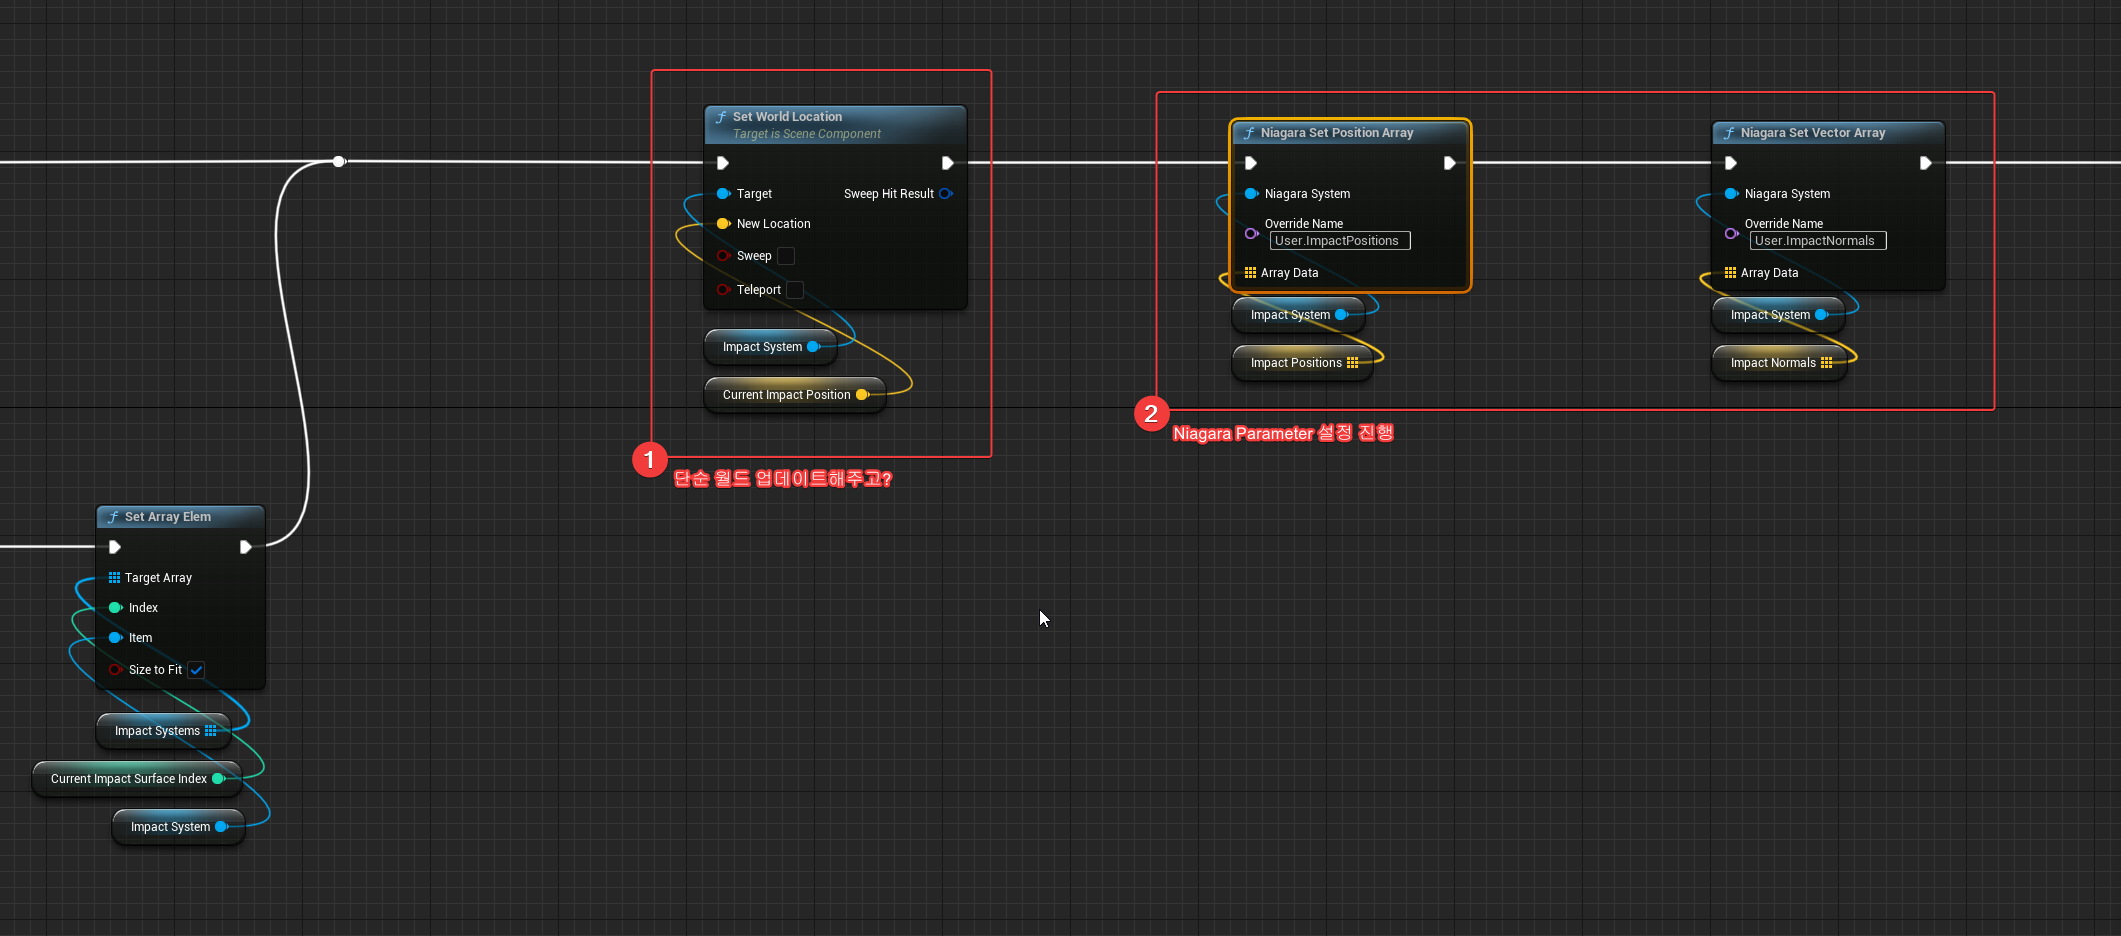 Set World Location
Target is Scene Component
Target
Sweep Hit Result
New Location
Sweep
Teleport
Impact System
Current Impact Position
1
단순 월드 업데이트해주고?
Niagara Set Position Array
Niagara System
Override Name
User.ImpactPositions
Array Data
Impact System
Impact Positions
Niagara Set Vector Array
Niagara System
Override Name
User.ImpactNormals
Array Data
Impact System
Impact Normals
2
Niagara Parameter 설정 진행
Set Array Elem
Target Array
Index
Item
Size to Fit
Impact Systems
Current Impact Surface Index
Impact System